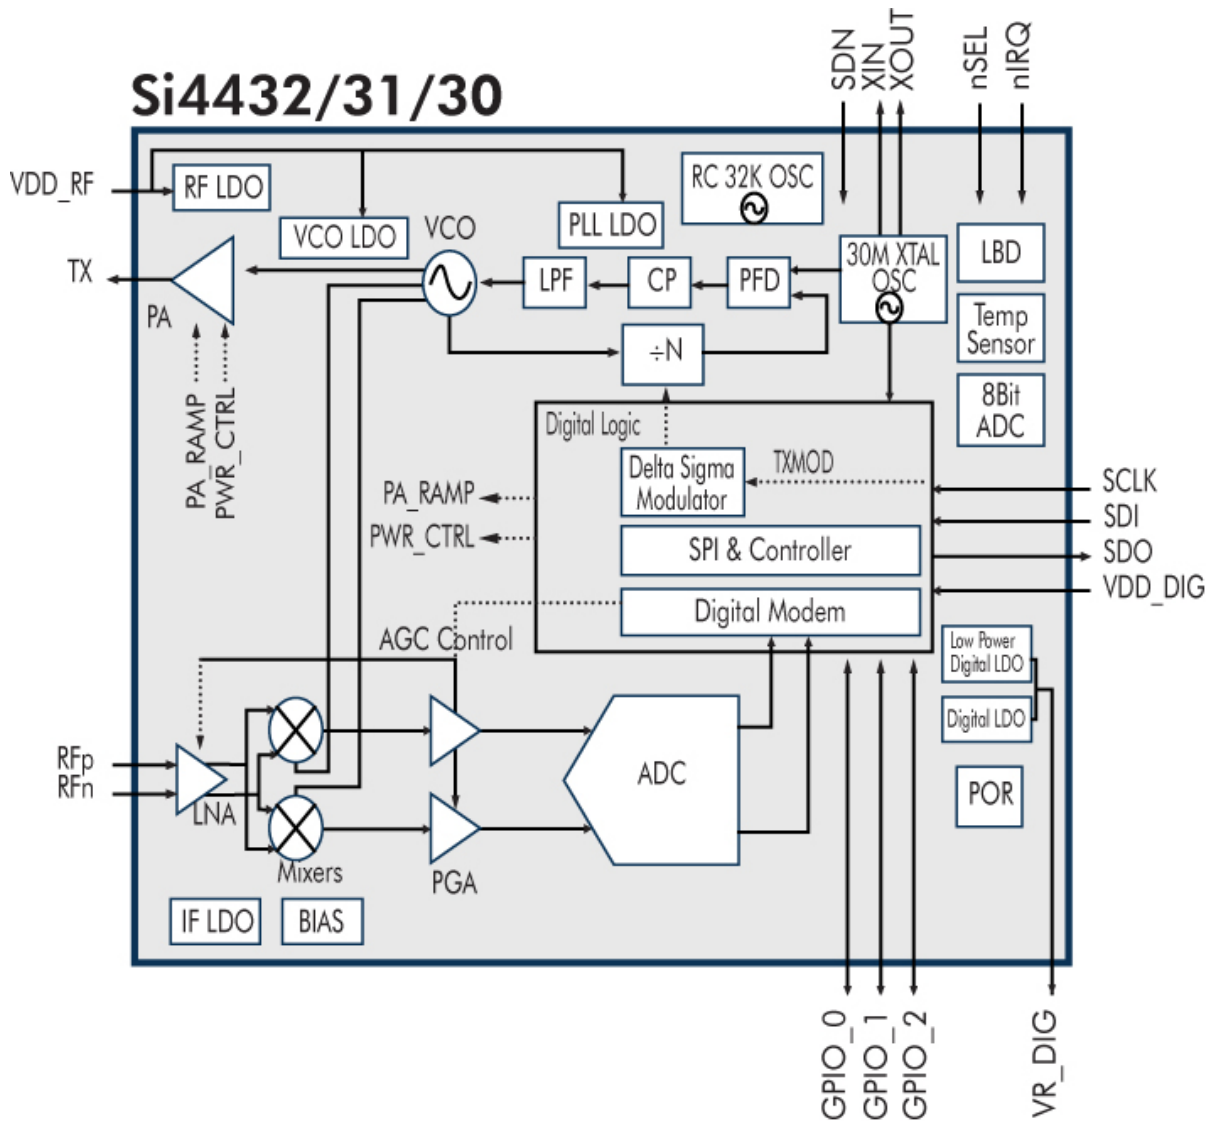 Si4432/31/30
SDN
XIN
XOUT
nSEL
nIRQ
VDD_RF
RF LDO
VCO LDO
VCO
PLL LDO
RC 32K OSC
30M XTAL
OSC
LBD
TX
PA
LPF
CP
PFD
÷N
Temp
Sensor
8Bit
ADC
PA_RAMP
PWR_CTRL
Digital Logic
Delta Sigma
Modulator
TXMOD
PA_RAMP
PWR_CTRL
SPI & Controller
Digital Modem
SCLK
SDI
SDO
VDD_DIG
AGC Control
Low Power
Digital LDO
Digital LDO
RFp
RFn
LNA
Mixers
PGA
ADC
POR
IF LDO
BIAS
GPIO_0
GPIO_1
GPIO_2
VR_DIG